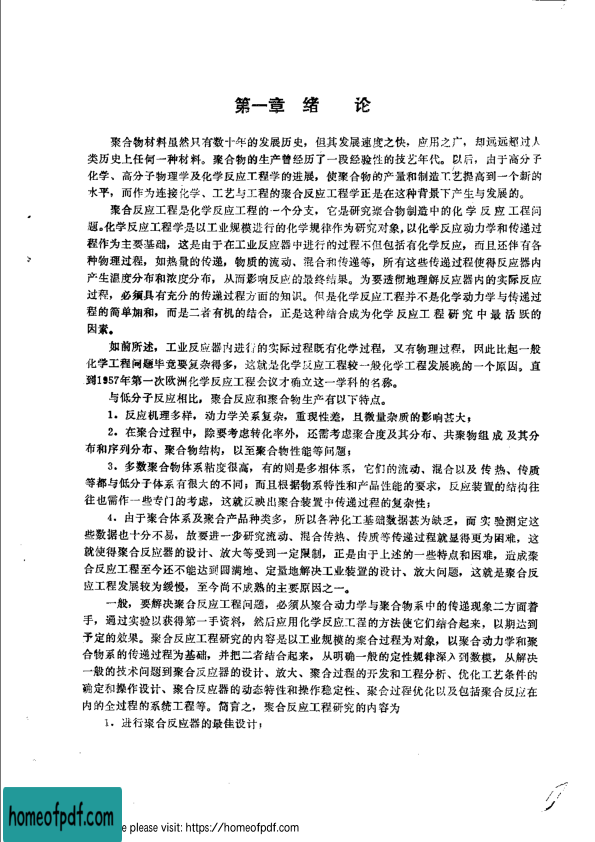 第一章 绪 论
聚合物材料虽然只有数十年的发展历史，但其发展速度之快，应用之广，却远远超过人
类历史上任何一种材料。聚合物的生产曾经历了一段经验性的技艺年代。以后，由于高分子
化学、高分子物理学及化学反应工程学的进展，使聚合物的产量和制造工艺提高到一个新的
水平，而作为连接化学、工艺与工程的聚合反应工程学正是在这种背景下产生与发展的。
聚合反应工程是化学反应工程的一个分支，它是研究聚合物制造中的化学反应工程问
题。化学反应工程学是以工业规模进行的化学规律作为研究对象，以化学反应动力学和传递过
程作为主要基础，这是由于在工业反应器中进行的过程不但包括有化学反应，而且还伴有各
种物理过程，如热量的传递，物质的流动、混合和传递等，所有这些传递过程使得反应器内
产生温度分布和浓度分布，从而影响反应的最终结果。为要透彻地理解反应器内的实际反应
过程，必须具有充分的传递过程方面的知识。但是化学反应工程并不是化学动力学与传递过
程的简单加和，而是二者有机的结合，正是这种结合成为化学反应工程研究中最活跃的
因素。
如前所述，工业反应器内进行的实际过程既有化学过程，又有物理过程，因此比起一般
化学工程问题毕竟要复杂得多，这就是化学反应工程较一般化学工程发展晚的一个原因。直
到1957年第一次欧洲化学反应工程会议才确立这一学科的名称。
与低分子反应相比，聚合反应和聚合物生产有以下特点。
1．反应机理多样，动力学关系复杂，重现性差，且微量杂质的影响甚大；
2．在聚合过程中，除要考虑转化率外，还需考虑聚合度及其分布、共聚物组成及其分
布和序列分布、聚合物结构，以至聚合物性能等问题；
3．多数聚合物体系粘度很高，有的则是多相体系，它们的流动、混合以及传热、传质
等都与低分子体系有很大的不同；而且根据物系特性和产品性能的要求，反应装置的结构往
往也需作一些专门的考虑，这就反映出聚合装置中传递过程的复杂性；
4．由于聚合体系及聚合产品种类多，所以各种化工基础数据甚为缺乏，而实验测定这
些数据也十分不易，故要进一步研究流动、混合传热、传质等传递过程就显得更为困难，这
就使得聚合反应器的设计、放大等受到一定限制，正是由于上述的一些特点和困难，造成聚
合反应工程至今还不能达到圆满地、定量地解决工业装置的设计、放大问题，这就是聚合反
应工程发展较为缓慢，至今尚不成熟的主要原因之一。
一般，要解决聚合反应工程问题，必须从聚合动力学与聚合物系中的传递现象二方面着
手，通过实验以获得第一手资料，然后应用化学反应工程的方法使它们结合起来，以期达到
予定的效果。聚合反应工程研究的内容是以工业规模的聚合过程为对象，以聚合动力学和聚
合物系的传递过程为基础，并把二者结合起来，从明确一般的定性规律深入到数模，从解决
一般的技术问题到聚合反应器的设计、放大、聚合过程的开发和工程分析、优化工艺条件的
确定和操作设计、聚合反应器的动态特性和操作稳定性、聚会过程优化以及包括聚合反应在
内的全过程的系统工程等。简言之，聚合反应工程研究的内容为
1．进行聚合反应器的最佳设计；
homeofpdf.com
e please visit: https://homeofpdf.com